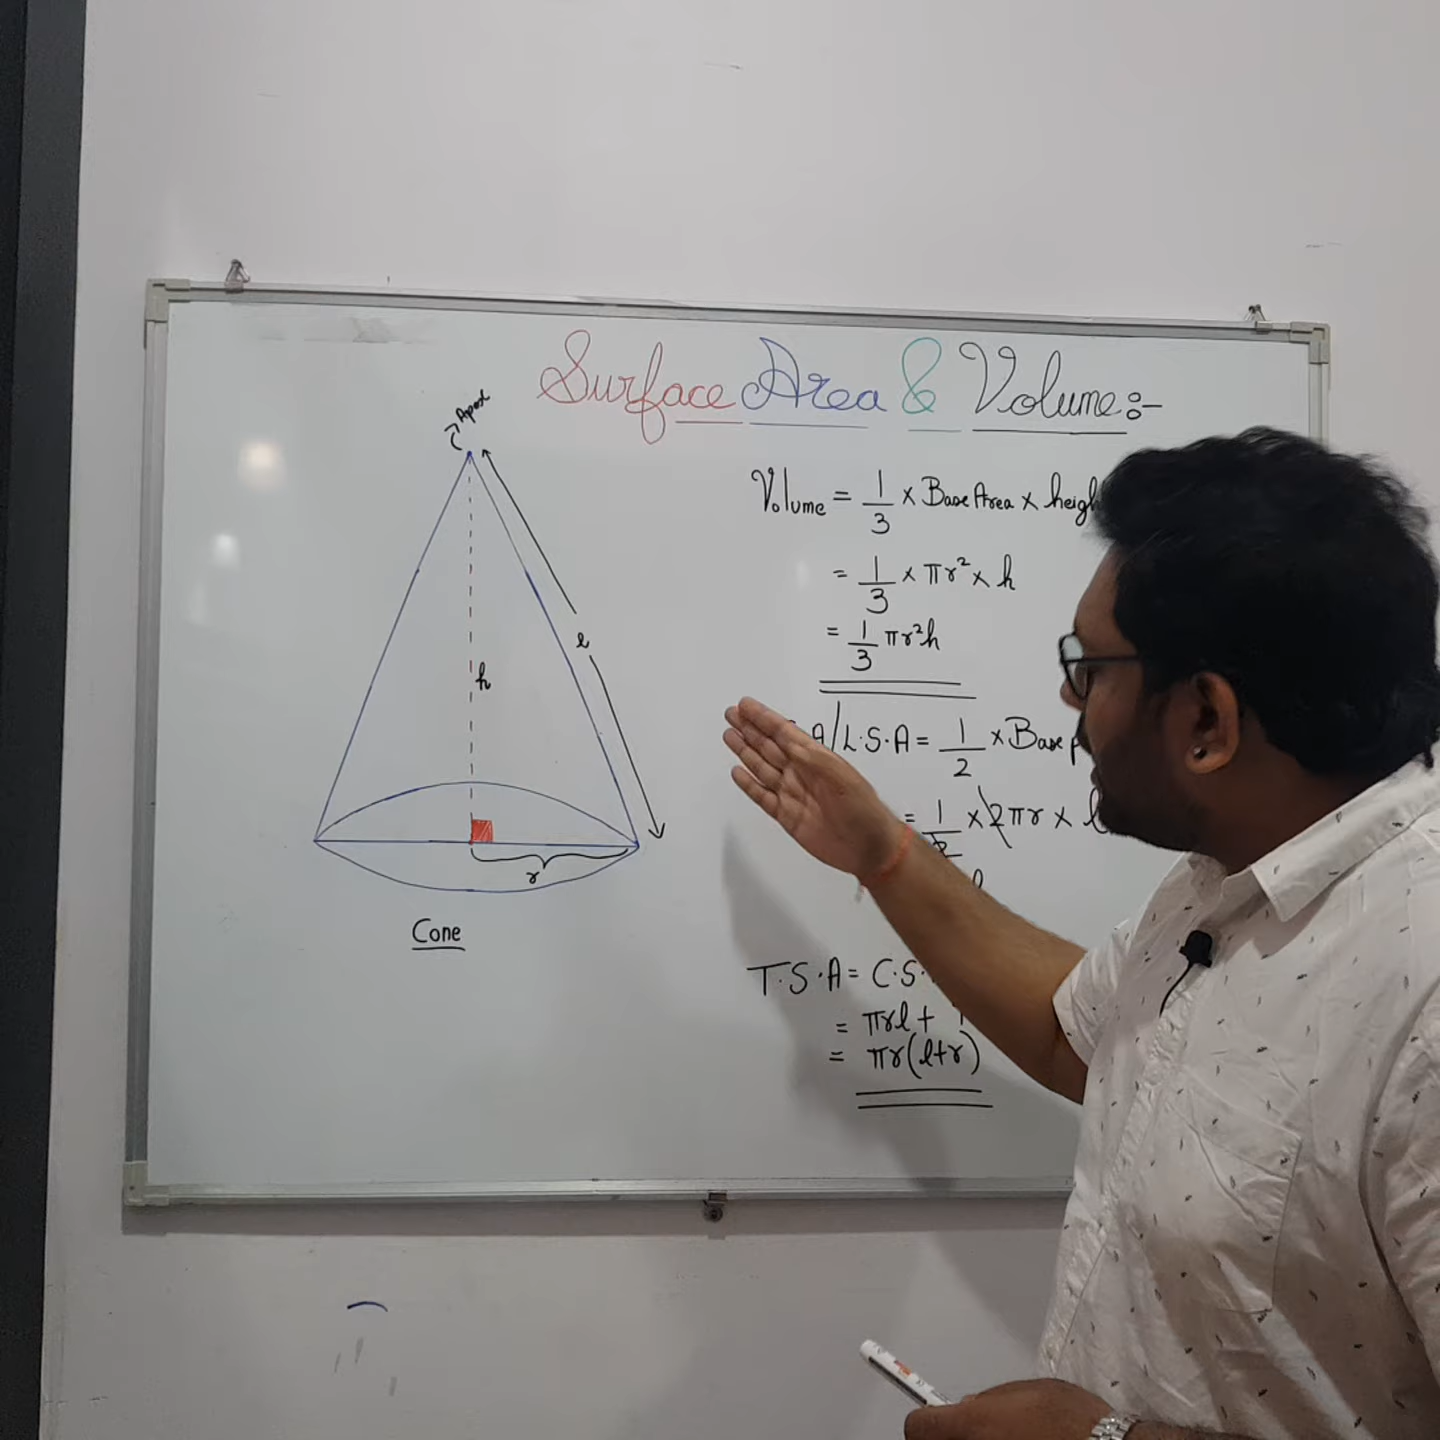 Surface Area & Volume :-
Apex
Volume = 1/3 × Base Area × heigh
= 1/3 × πr² × h
= 1/3 πr²h
l
h
A/L.S.A = 1/2 × Base p
= 1/2 × 2πr × l
r
Cone
T.S.A = C.S.
= πrl +
= πr(l+r)